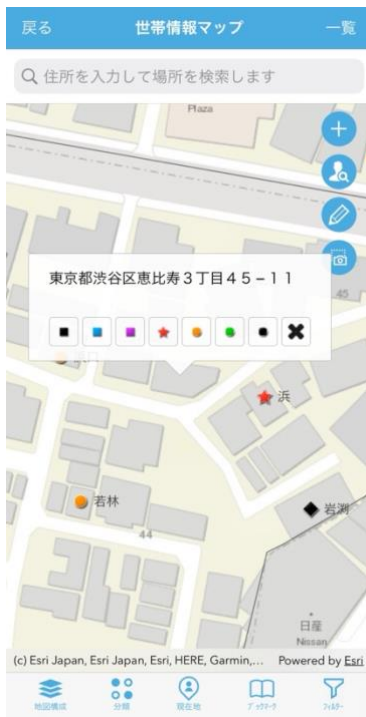 戻る 世帯情報マップ 一覧
住所を入力して場所を検索します
Plaza
45
東京都渋谷区恵比寿3丁目45-11
浜
若林
岩渕
44
日産
Nissan
(c) Esri Japan, Esri Japan, Esri, HERE, Garmin,... Powered by Esri
地図構成 分類 現在地 ブックマーク フィルター